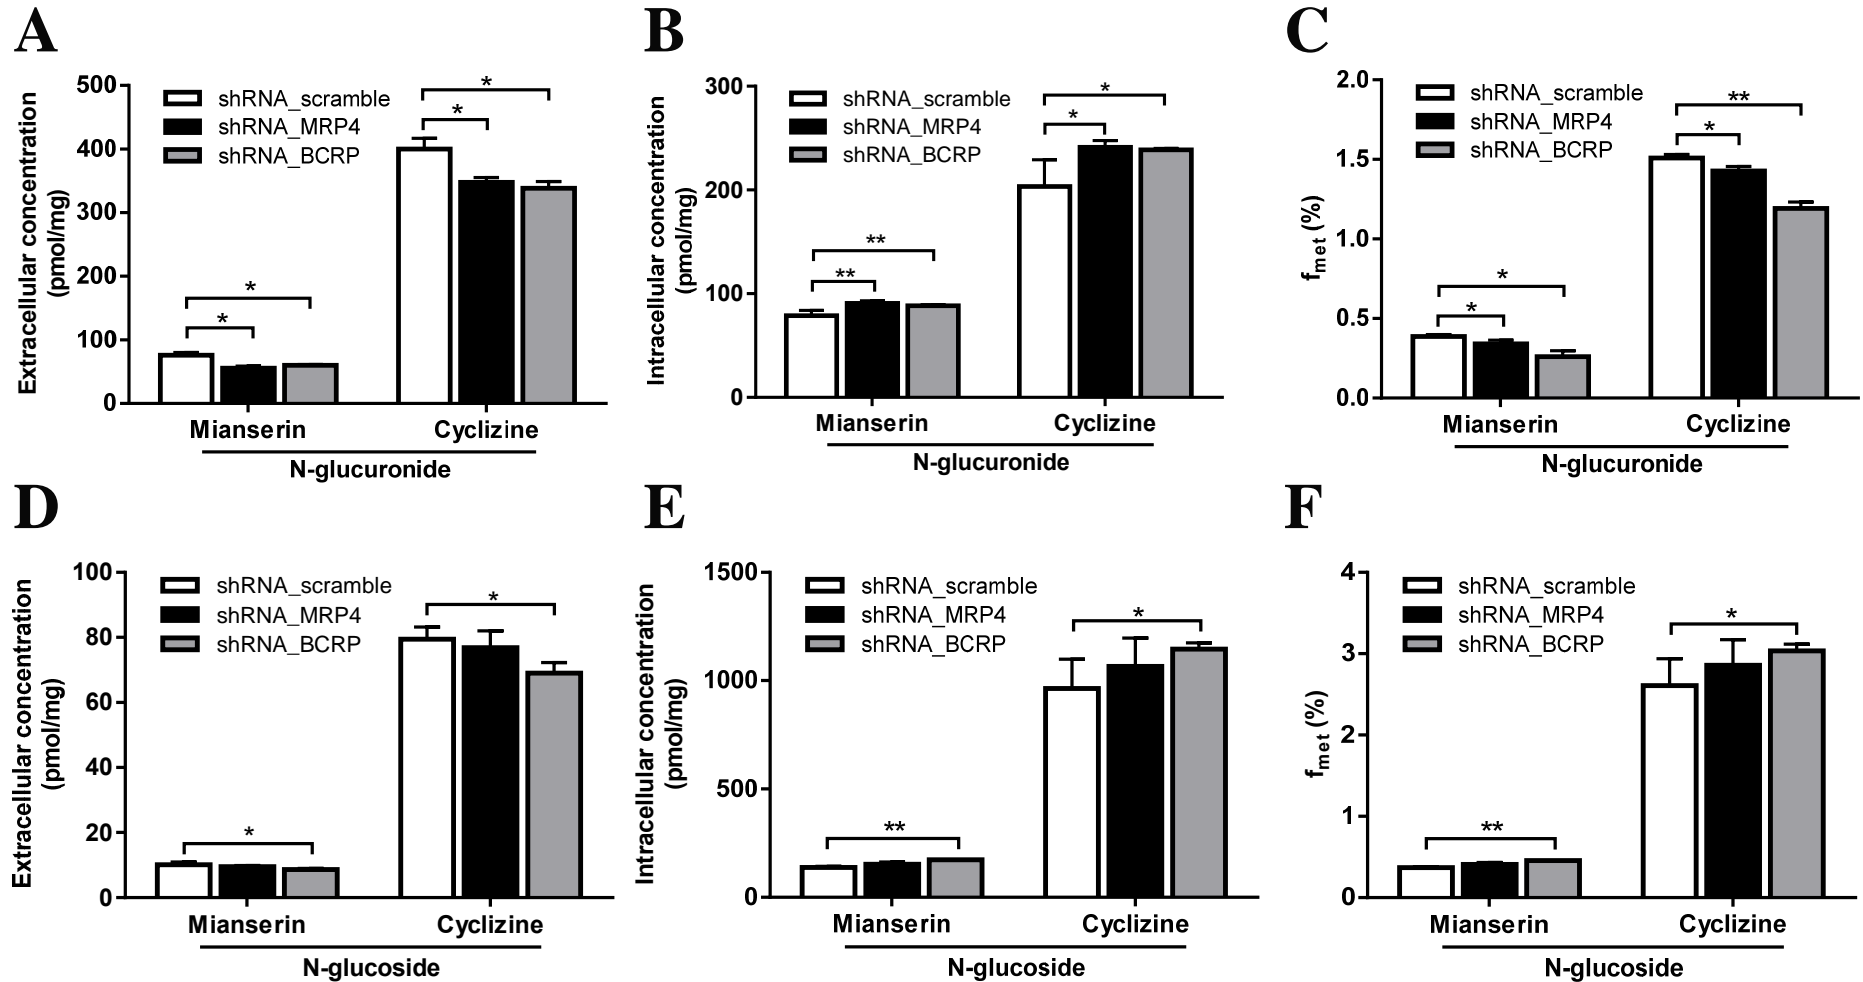 A
Extracellular concentration
(pmol/mg)
500
400
300
200
100
0
shRNA_scramble
shRNA_MRP4
shRNA_BCRP
*
*
*
*
Mianserin
Cyclizine
N-glucuronide
B
Intracellular concentration
(pmol/mg)
300
200
100
0
shRNA_scramble
shRNA_MRP4
shRNA_BCRP
**
**
*
*
Mianserin
Cyclizine
N-glucuronide
C
fmet (%)
2.0
1.5
1.0
0.5
0.0
shRNA_scramble
shRNA_MRP4
shRNA_BCRP
*
*
**
*
Mianserin
Cyclizine
N-glucuronide
D
Extracellular concentration
(pmol/mg)
100
80
60
40
20
0
shRNA_scramble
shRNA_MRP4
shRNA_BCRP
*
*
Mianserin
Cyclizine
N-glucoside
E
Intracellular concentration
(pmol/mg)
1500
1000
500
0
shRNA_scramble
shRNA_MRP4
shRNA_BCRP
**
*
Mianserin
Cyclizine
N-glucoside
F
fmet (%)
4
3
2
1
0
shRNA_scramble
shRNA_MRP4
shRNA_BCRP
**
*
Mianserin
Cyclizine
N-glucoside